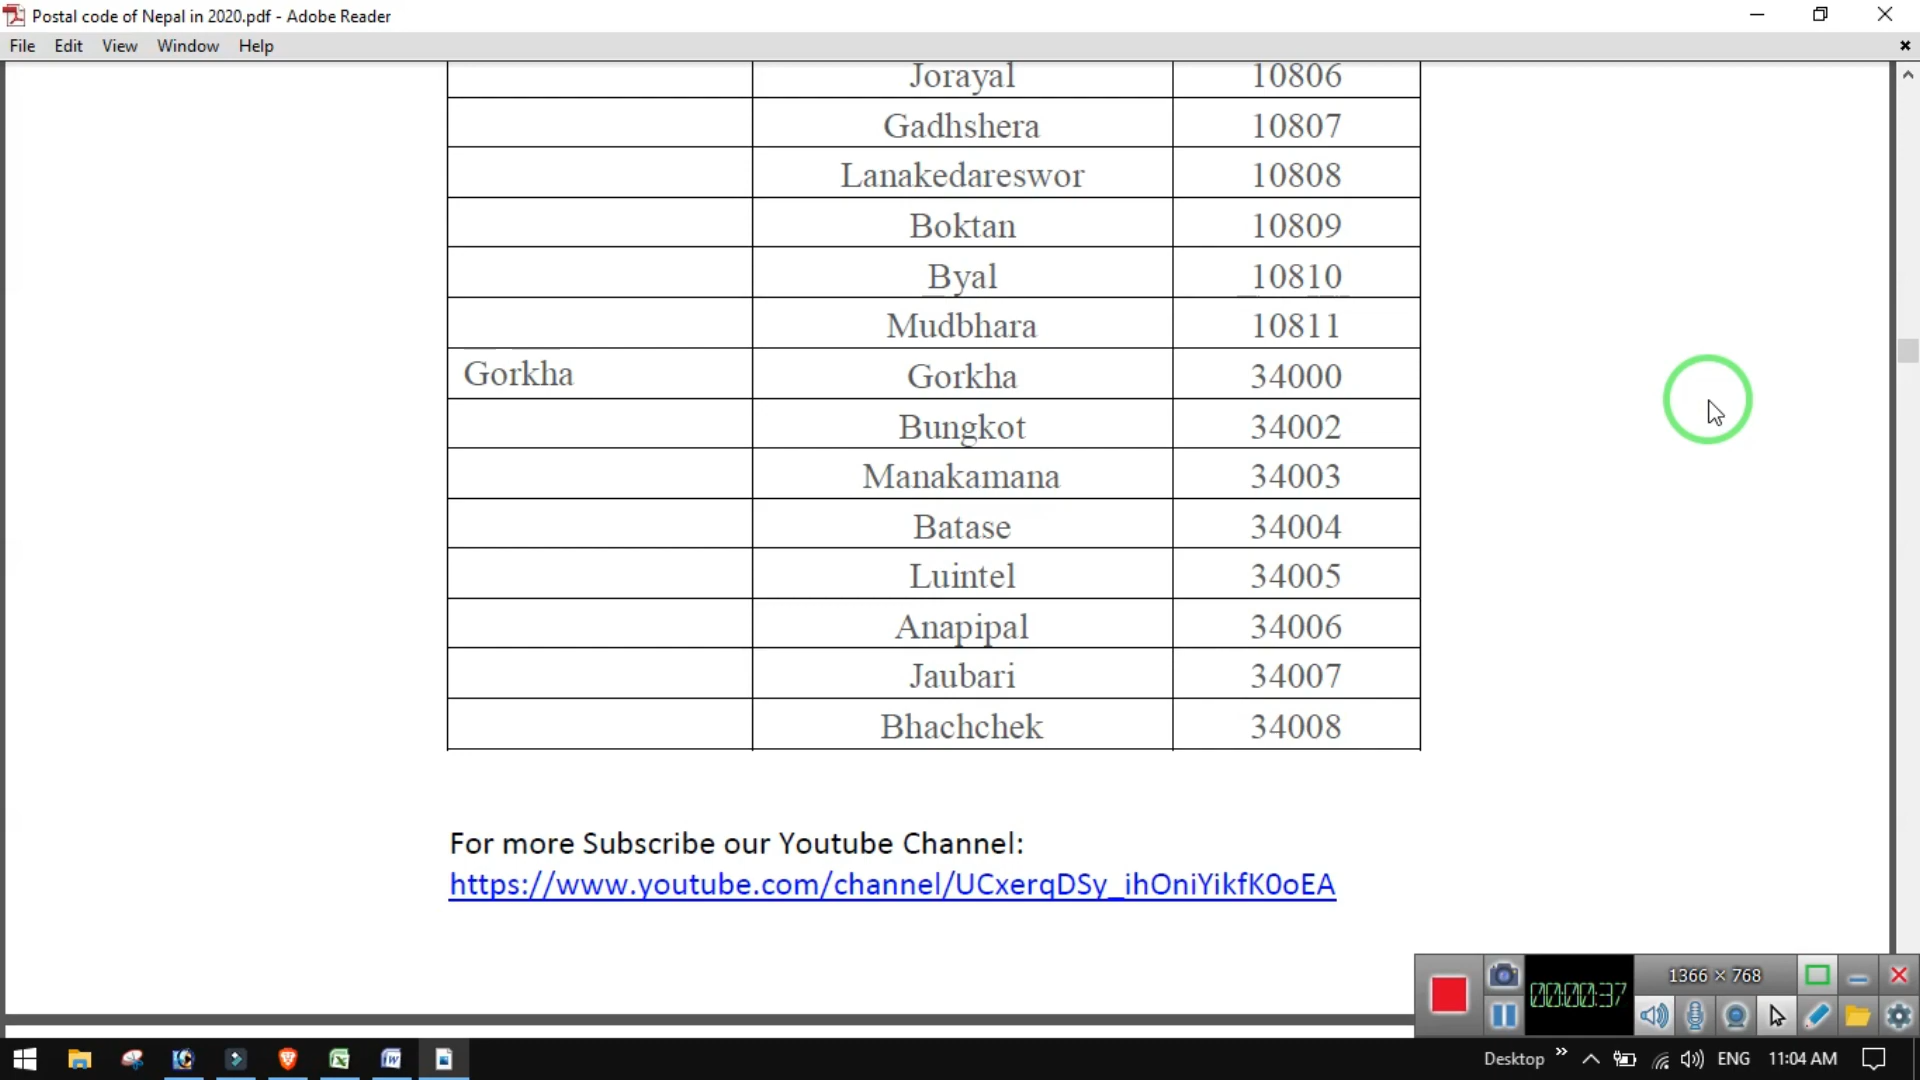 Postal code of Nepal in 2020.pdf - Adobe Reader
File Edit View Window Help
Jorayal 10806
Gadhshera 10807
Lanakedareswor 10808
Boktan 10809
Byal 10810
Mudbhara 10811
Gorkha Gorkha 34000
Bungkot 34002
Manakamana 34003
Batase 34004
Luintel 34005
Anapipal 34006
Jaubari 34007
Bhachchek 34008
For more Subscribe our Youtube Channel:
https://www.youtube.com/channel/UCxerqDSy_ihOniYikfK0oEA
1366 × 768
00:00:37
Desktop » ENG 11:04 AM